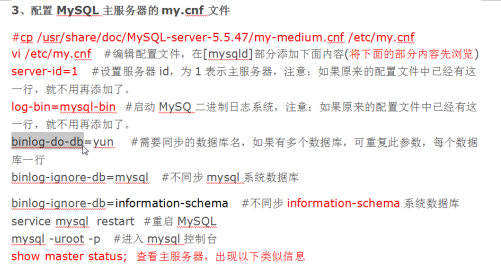 3、配置 MySQL 主服务器的 my.cnf 文件
#cp /usr/share/doc/MySQL-server-5.5.47/my-medium.cnf /etc/my.cnf
vi /etc/my.cnf   #编辑配置文件，在[mysqld]部分添加下面内容(将下面的部分内容先浏览)
server-id=1   #设置服务器 id，为 1 表示主服务器，注意：如果原来的配置文件中已经有这
一行，就不用再添加了。
log-bin=mysql-bin  #启动 MySQ 二进制日志系统，注意：如果原来的配置文件中已经有这
一行，就不用再添加了。
binlog-do-db=yun   #需要同步的数据库名，如果有多个数据库，可重复此参数，每个数据
库一行
binlog-ignore-db=mysql   #不同步 mysql 系统数据库
binlog-ignore-db=information-schema   #不同步 information-schema 系统数据库
service mysql  restart  #重启 MySQL
mysql -uroot -p   #进入 mysql 控制台
show master status;  查看主服务器，出现以下类似信息